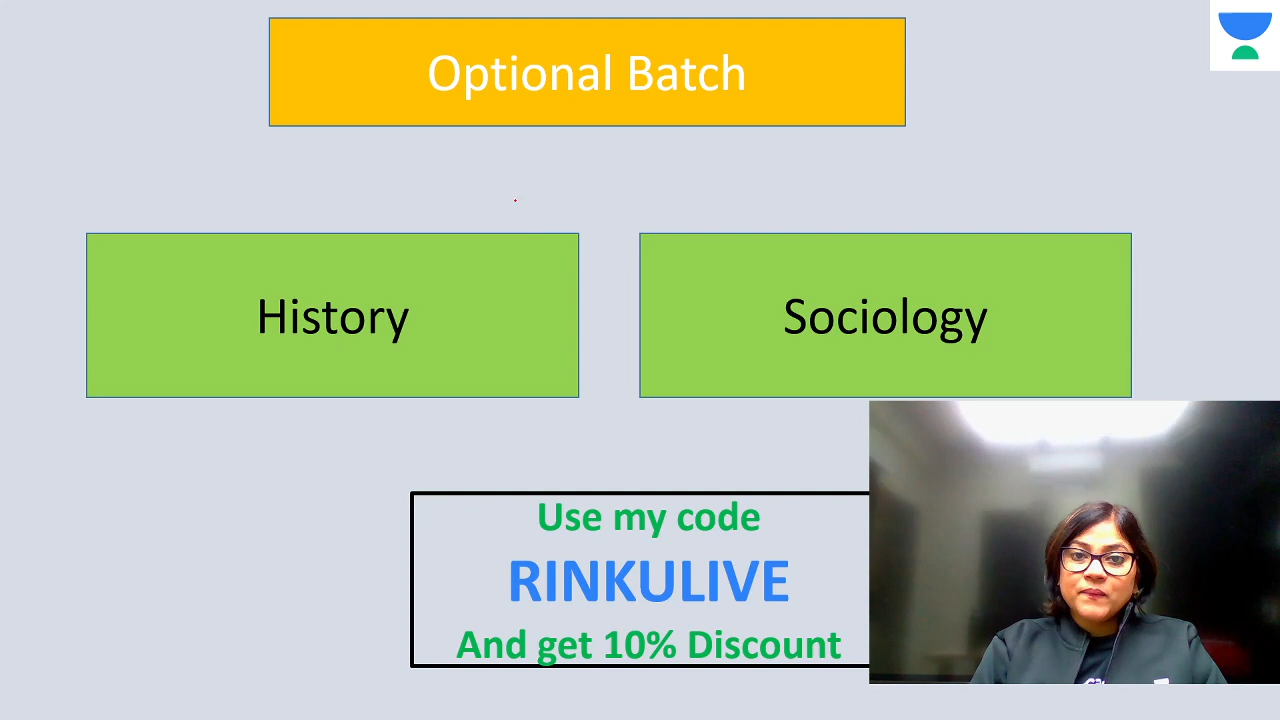 Optional Batch
History
Sociology
Use my code
RINKULIVE
And get 10% Discount